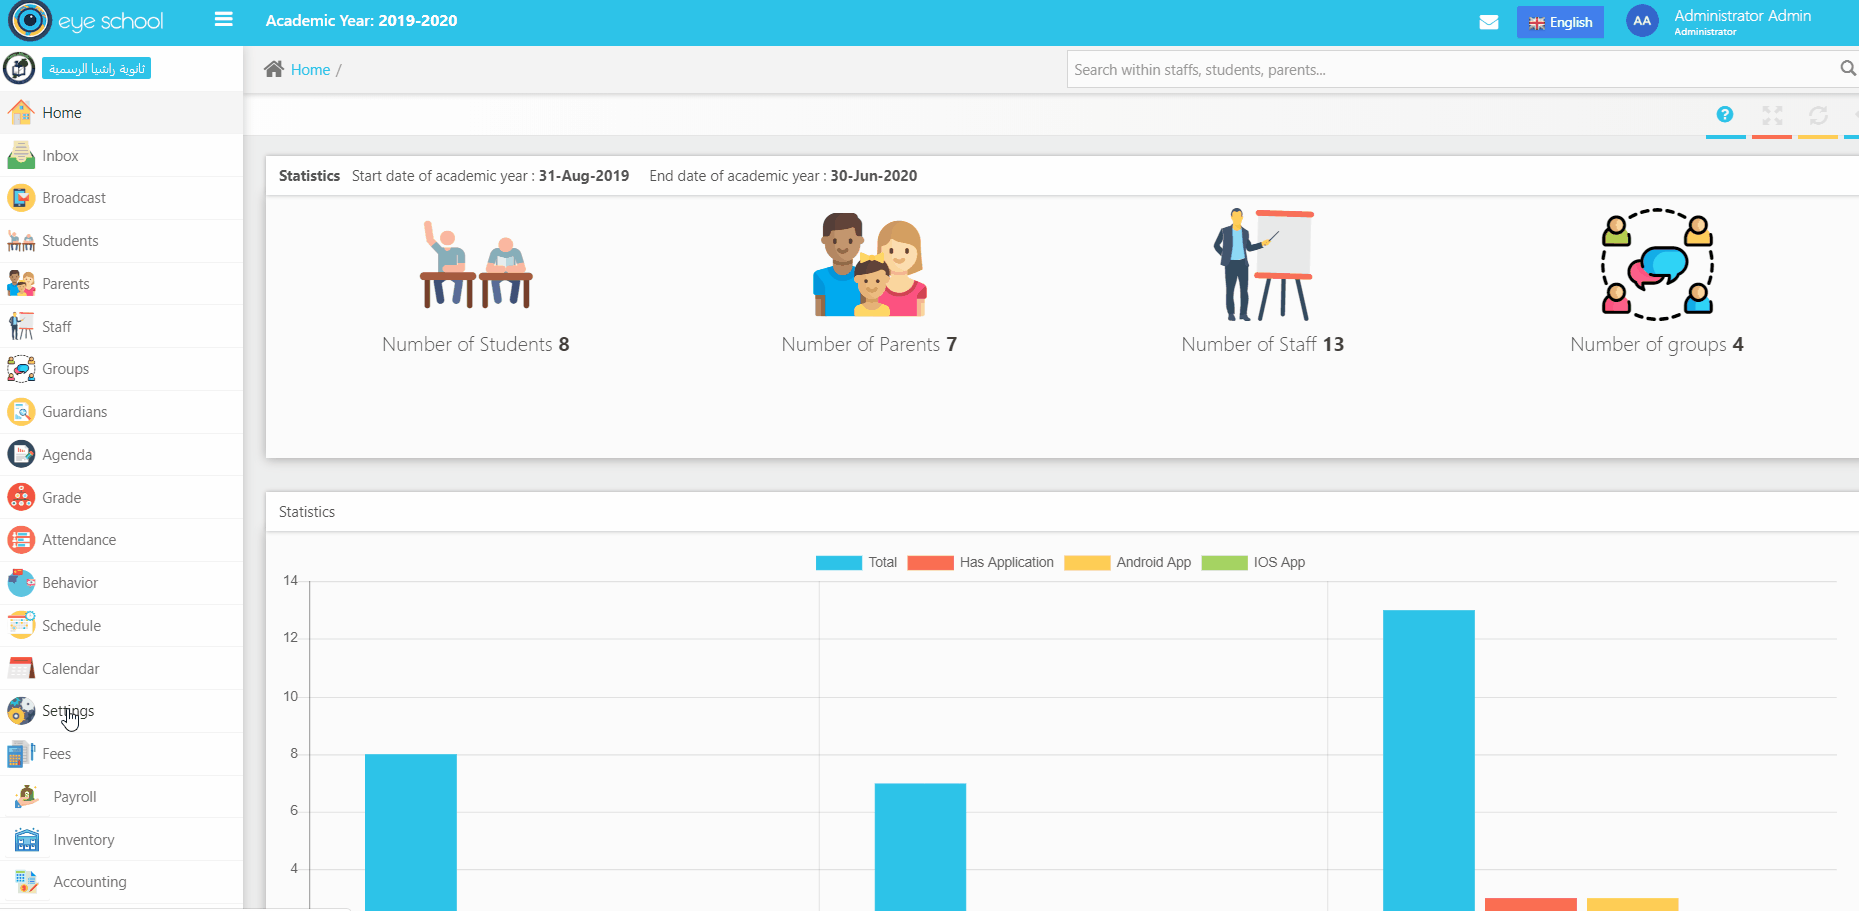 eye school
Academic Year: 2019-2020
English
AA
Administrator Admin
Administrator
ثانوية راشيا الرسمية
Home /
Search within staffs, students, parents...
Home
Inbox
Broadcast
Students
Parents
Staff
Groups
Guardians
Agenda
Grade
Attendance
Behavior
Schedule
Calendar
Settings
Fees
Payroll
Inventory
Accounting
?
Statistics Start date of academic year : 31-Aug-2019 End date of academic year : 30-Jun-2020
Number of Students 8
Number of Parents 7
Number of Staff 13
Number of groups 4
Statistics
Total Has Application Android App IOS App
14
12
10
8
6
4